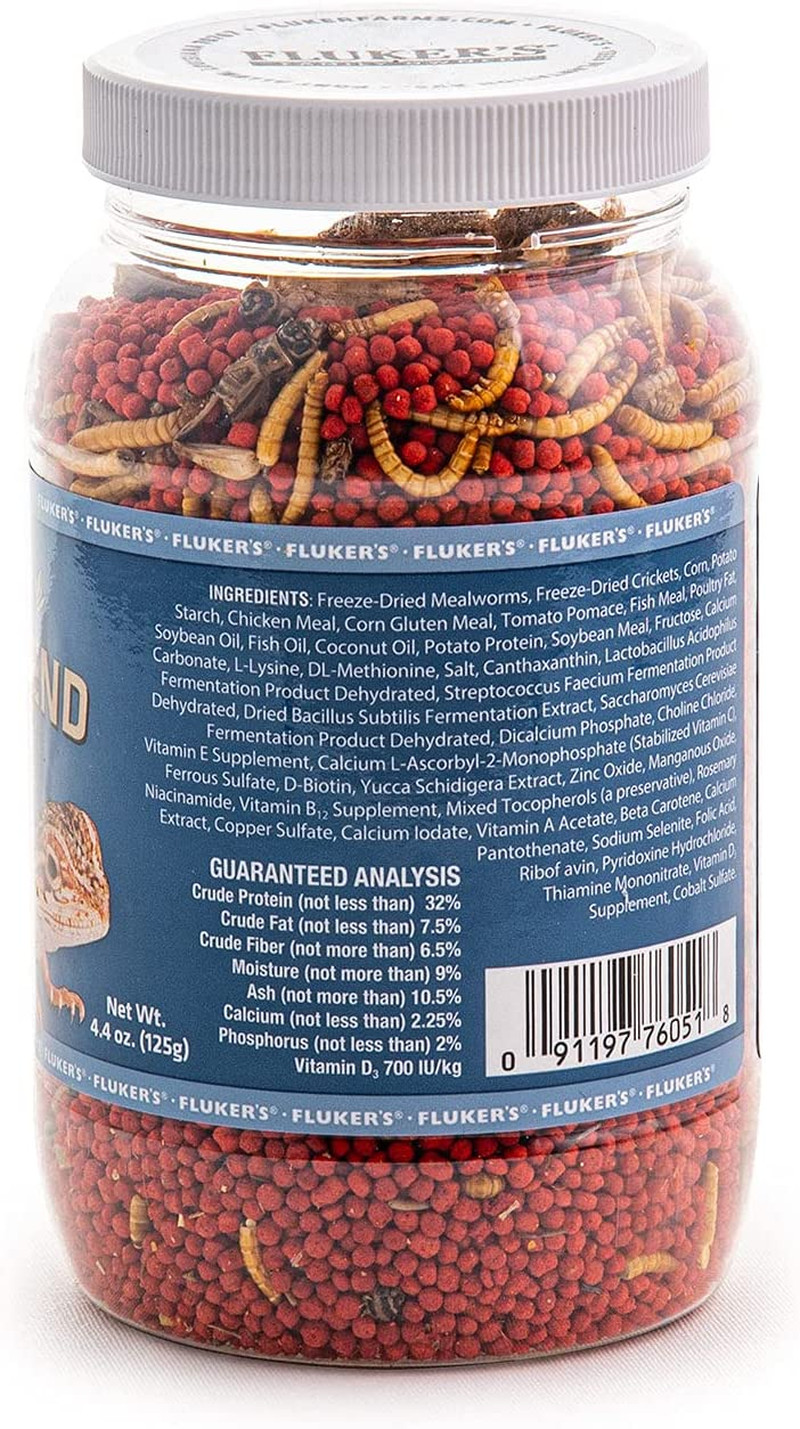 FLUKERFARMS.COM • FLUKER'S
FLUKER'S
FLUKER'S® · FLUKER'S® · FLUKER'S® · FLUKER'S® · FLUKER'S® · FLUKER'S®
INGREDIENTS: Freeze-Dried Mealworms, Freeze-Dried Crickets, Corn, Potato
Starch, Chicken Meal, Corn Gluten Meal, Tomato Pomace, Fish Meal, Poultry Fat,
Soybean Oil, Fish Oil, Coconut Oil, Potato Protein, Soybean Meal, Fructose, Calcium
Carbonate, L-Lysine, DL-Methionine, Salt, Canthaxanthin, Lactobacillus Acidophilus
Fermentation Product Dehydrated, Streptococcus Faecium Fermentation Product
Dehydrated, Dried Bacillus Subtilis Fermentation Extract, Saccharomyces Cerevisiae
Fermentation Product Dehydrated, Dicalcium Phosphate, Choline Chloride,
Vitamin E Supplement, Calcium L-Ascorbyl-2-Monophosphate (Stabilized Vitamin C),
Ferrous Sulfate, D-Biotin, Yucca Schidigera Extract, Zinc Oxide, Manganous Oxide,
Niacinamide, Vitamin B₁₂ Supplement, Mixed Tocopherols (a preservative), Rosemary
Extract, Copper Sulfate, Calcium Iodate, Vitamin A Acetate, Beta Carotene, Calcium
Pantothenate, Sodium Selenite, Folic Acid,
Ribof avin, Pyridoxine Hydrochloride,
Thiamine Mononitrate, Vitamin D₃
Supplement, Cobalt Sulfate.
ND
GUARANTEED ANALYSIS
Crude Protein (not less than) 32%
Crude Fat (not less than) 7.5%
Crude Fiber (not more than) 6.5%
Moisture (not more than) 9%
Ash (not more than) 10.5%
Calcium (not less than) 2.25%
Phosphorus (not less than) 2%
Vitamin D₃ 700 IU/kg
Net Wt.
4.4 oz. (125g)
0 91197 76051 8
FLUKER'S® · FLUKER'S® · FLUKER'S® · FLUKER'S® · FLUKER'S® · FLUKER'S®